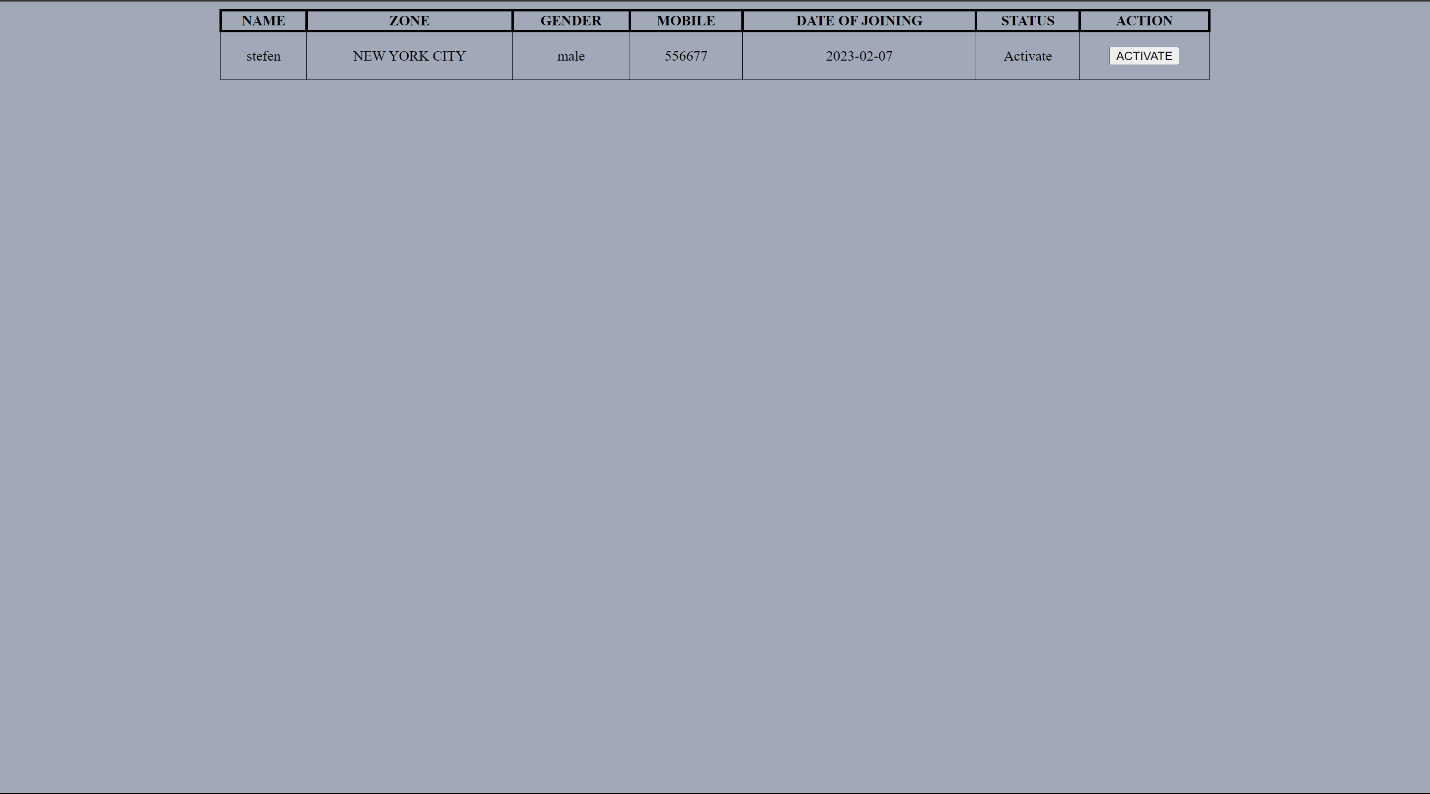 NAME ZONE GENDER MOBILE DATE OF JOINING STATUS ACTION
stefen NEW YORK CITY male 556677 2023-02-07 Activate ACTIVATE